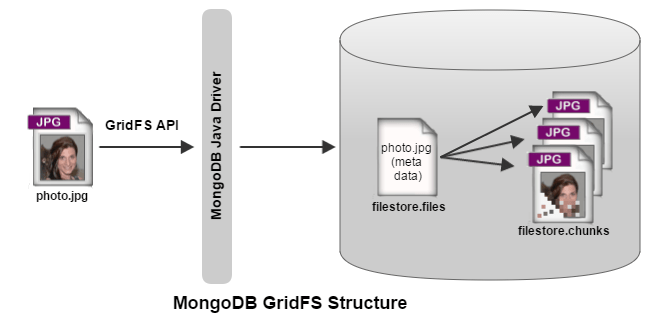 JPG
photo.jpg
GridFS API
MongoDB Java Driver
photo.jpg
(meta
data)
filestore.files
JPG
JPG
JPG
filestore.chunks
MongoDB GridFS Structure